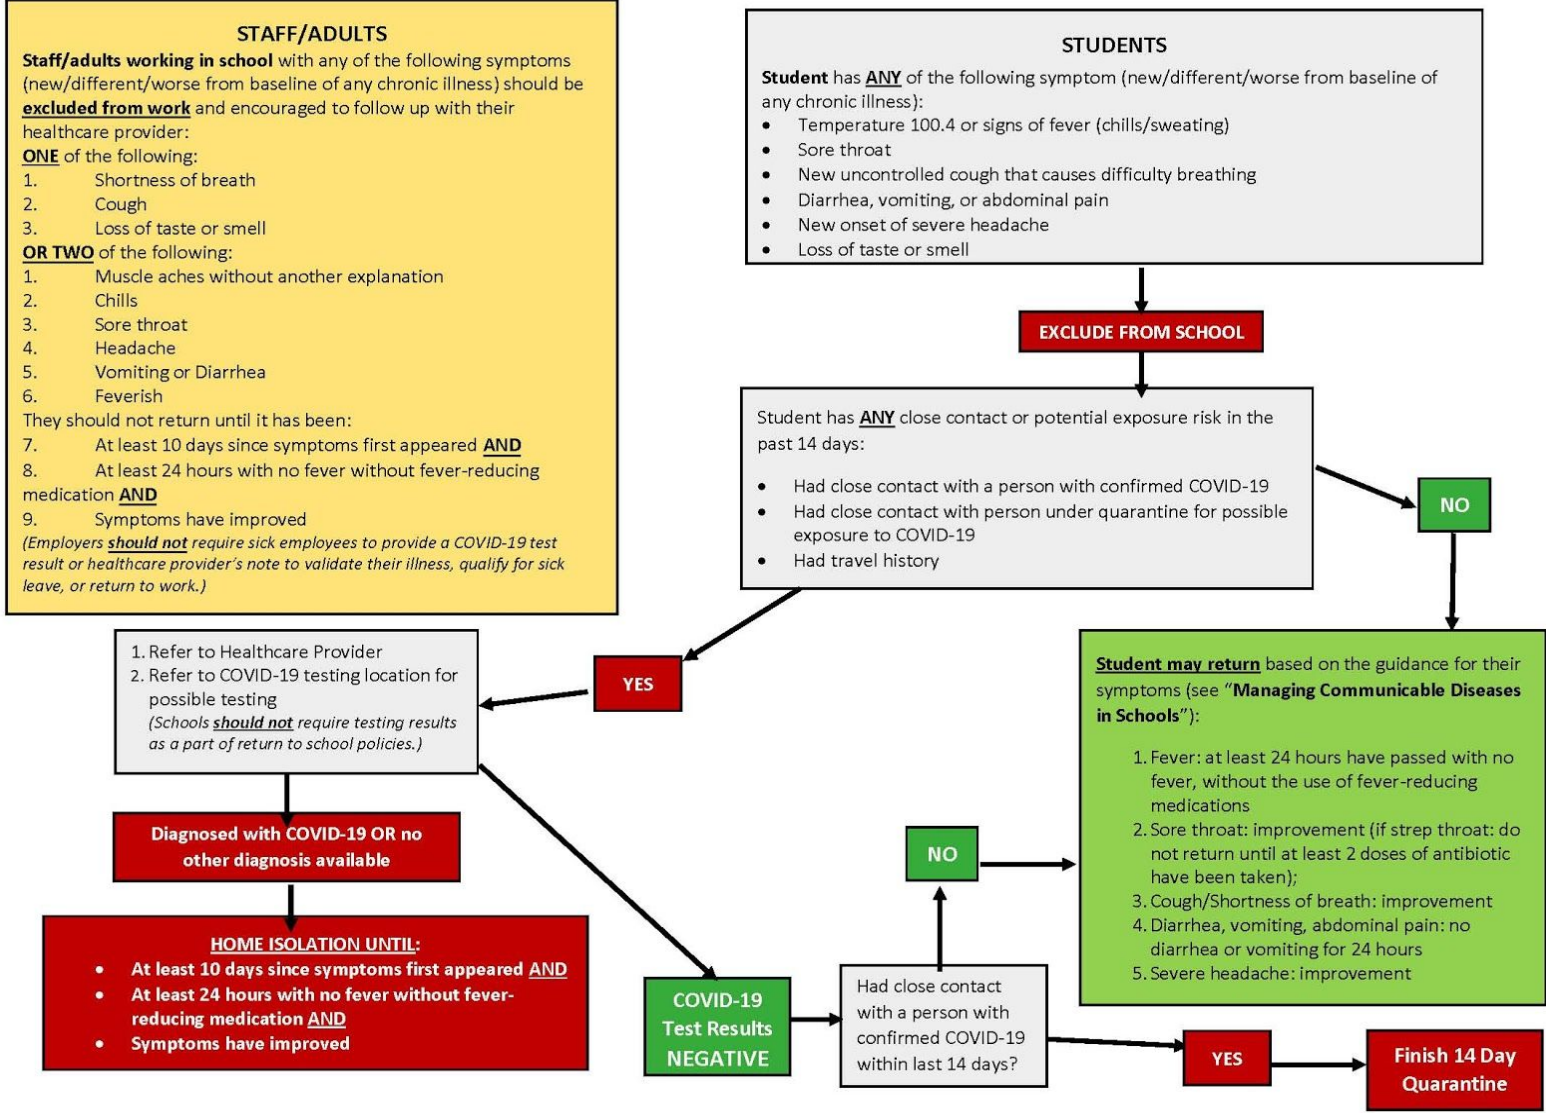 STAFF/ADULTS
Staff/adults working in school with any of the following symptoms
(new/different/worse from baseline of any chronic illness) should be
excluded from work and encouraged to follow up with their
healthcare provider:
ONE of the following:
1. Shortness of breath
2. Cough
3. Loss of taste or smell
OR TWO of the following:
1. Muscle aches without another explanation
2. Chills
3. Sore throat
4. Headache
5. Vomiting or Diarrhea
6. Feverish
They should not return until it has been:
7. At least 10 days since symptoms first appeared AND
8. At least 24 hours with no fever without fever-reducing
medication AND
9. Symptoms have improved
(Employers should not require sick employees to provide a COVID-19 test
result or healthcare provider's note to validate their illness, qualify for sick
leave, or return to work.)
STUDENTS
Student has ANY of the following symptom (new/different/worse from baseline of
any chronic illness):
• Temperature 100.4 or signs of fever (chills/sweating)
• Sore throat
• New uncontrolled cough that causes difficulty breathing
• Diarrhea, vomiting, or abdominal pain
• New onset of severe headache
• Loss of taste or smell
EXCLUDE FROM SCHOOL
Student has ANY close contact or potential exposure risk in the
past 14 days:
• Had close contact with a person with confirmed COVID-19
• Had close contact with person under quarantine for possible
exposure to COVID-19
• Had travel history
NO
YES
1. Refer to Healthcare Provider
2. Refer to COVID-19 testing location for
possible testing
(Schools should not require testing results
as a part of return to school policies.)
Student may return based on the guidance for their
symptoms (see "Managing Communicable Diseases
in Schools"):
1. Fever: at least 24 hours have passed with no
fever, without the use of fever-reducing
medications
2. Sore throat: improvement (if strep throat: do
not return until at least 2 doses of antibiotic
have been taken);
3. Cough/Shortness of breath: improvement
4. Diarrhea, vomiting, abdominal pain: no
diarrhea or vomiting for 24 hours
5. Severe headache: improvement
Diagnosed with COVID-19 OR no
other diagnosis available
HOME ISOLATION UNTIL:
• At least 10 days since symptoms first appeared AND
• At least 24 hours with no fever without fever-
reducing medication AND
• Symptoms have improved
COVID-19
Test Results
NEGATIVE
Had close contact
with a person with
confirmed COVID-19
within last 14 days?
NO
YES
Finish 14 Day
Quarantine